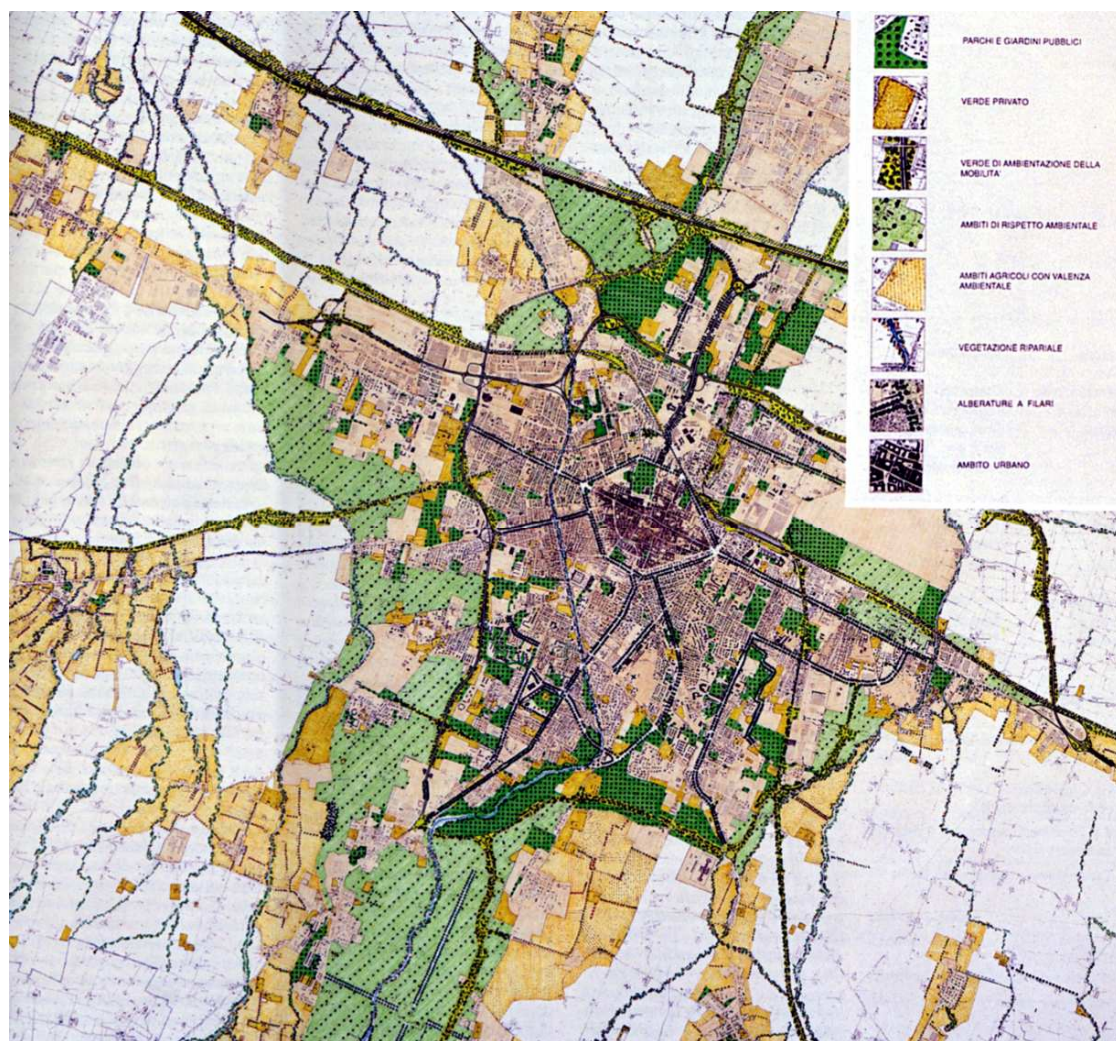 PARCHI E GIARDINI PUBBLICI
VERDE PRIVATO
VERDE DI AMBIENTAZIONE DELLA
MOBILITA'
AMBITI DI RISPETTO AMBIENTALE
AMBITI AGRICOLI CON VALENZA
AMBIENTALE
VEGETAZIONE RIPARIALE
ALBERATURE A FILARI
AMBITO URBANO